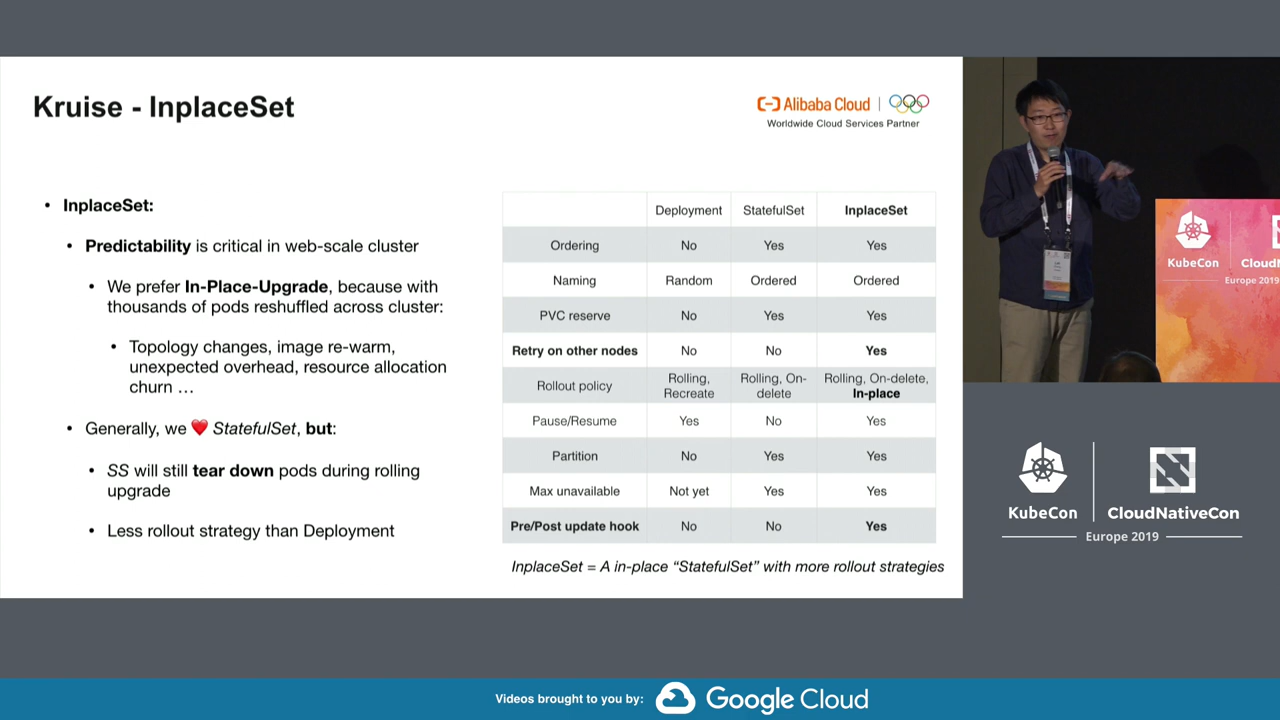 Kruise - InplaceSet
Alibaba Cloud
Worldwide Cloud Services Partner
• InplaceSet:
• Predictability is critical in web-scale cluster
• We prefer In-Place-Upgrade, because with
thousands of pods reshuffled across cluster:
• Topology changes, image re-warm,
unexpected overhead, resource allocation
churn …
• Generally, we ❤️ StatefulSet, but:
• SS will still tear down pods during rolling
upgrade
• Less rollout strategy than Deployment
Deployment StatefulSet InplaceSet
Ordering No Yes Yes
Naming Random Ordered Ordered
PVC reserve No Yes Yes
Retry on other nodes No No Yes
Rollout policy Rolling, Recreate Rolling, On-delete Rolling, On-delete, In-place
Pause/Resume Yes No Yes
Partition No Yes Yes
Max unavailable Not yet Yes Yes
Pre/Post update hook No No Yes
InplaceSet = A in-place “StatefulSet” with more rollout strategies
KubeCon
CloudN
Europe 2019
KubeCon
CloudNativeCon
Europe 2019
Videos brought to you by:
Google Cloud